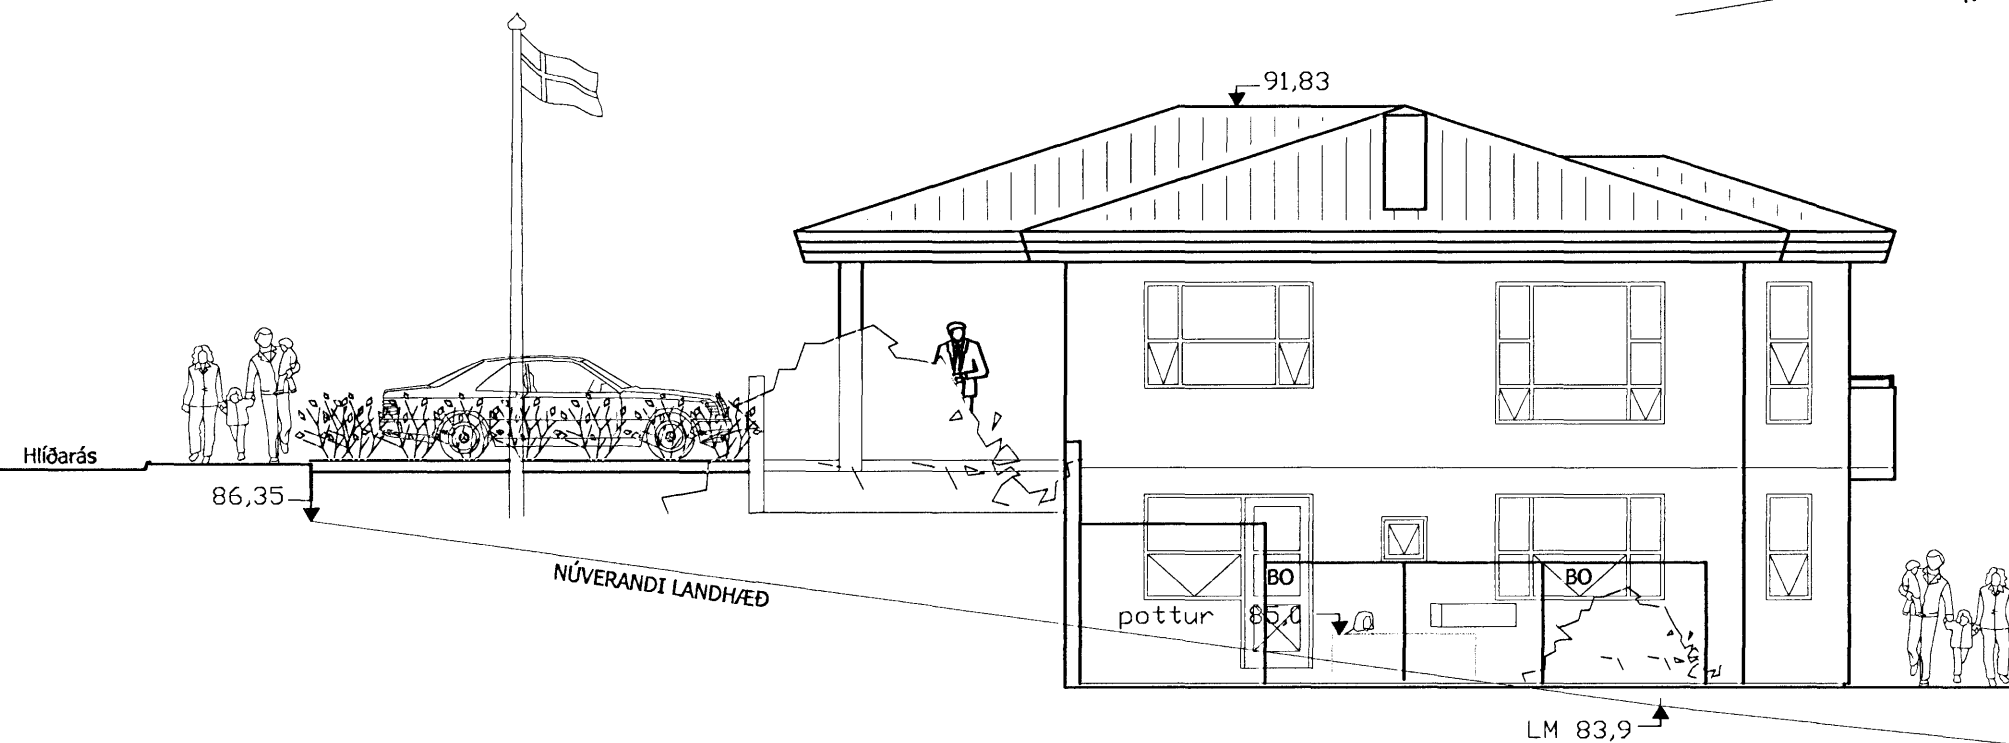 91,83
Hlíðarás
86,35
NÚVERANDI LANDHÆÐ
BO BO
pottur 85,0
LM 83,9